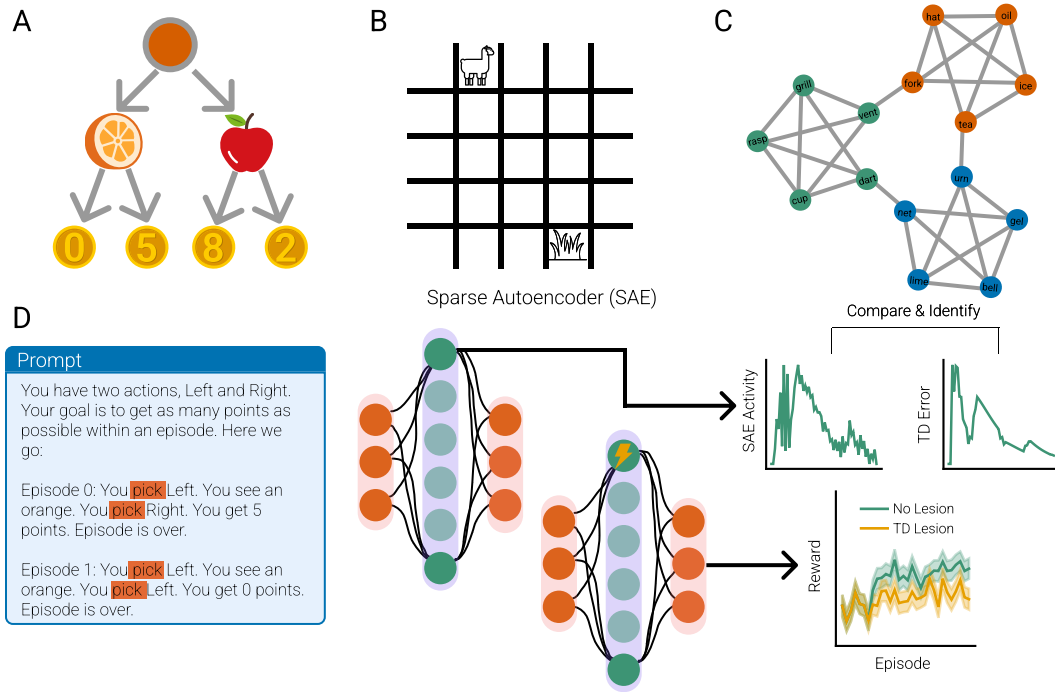 A
B
C
0
5
8
2
hat
oil
fork
ice
tea
grill
vent
rasp
dart
cup
urn
net
gel
lime
bell
D
Prompt
You have two actions, Left and Right.
Your goal is to get as many points as
possible within an episode. Here we
go:
Episode 0: You pick Left. You see an
orange. You pick Right. You get 5
points. Episode is over.
Episode 1: You pick Left. You see an
orange. You pick Left. You get 0 points.
Episode is over.
Sparse Autoencoder (SAE)
Compare & Identify
SAE Activity
TD Error
No Lesion
TD Lesion
Reward
Episode